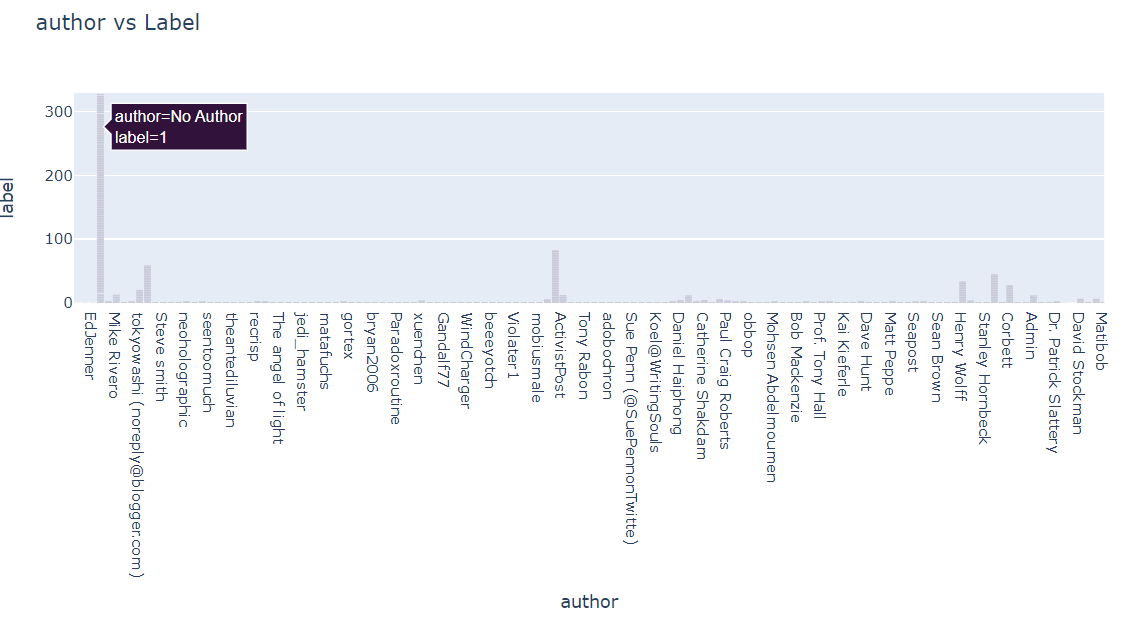 author vs Label
label
300
200
100
0
author=No Author
label=1
EdJenner
Mike Rivero
tokyowashi (noreply@blogger.com)
Steve smith
neoholographic
seentoomuch
theantediluvian
recrisp
The angel of light
jedi_hamster
matafuchs
gortex
bryan2006
Paradoxroutine
xuenchen
Gandalf77
WindCharger
beeeyotch
Violater1
mobiusmale
ActivistPost
Tony Rabon
adobochron
Sue Penn (@SuePennonTwitte)
Koel@WritingSouls
Daniel Haiphong
Catherine Shakdam
Paul Craig Roberts
obbop
Mohsen Abdelmoumen
Bob Mackenzie
Prof. Tony Hall
Kai Kieferle
Dave Hunt
Matt Peppe
Seapost
Sean Brown
Henry Wolff
Stanley Hornbeck
Corbett
Admin
Dr. Patrick Slattery
David Stockman
Matibob
author